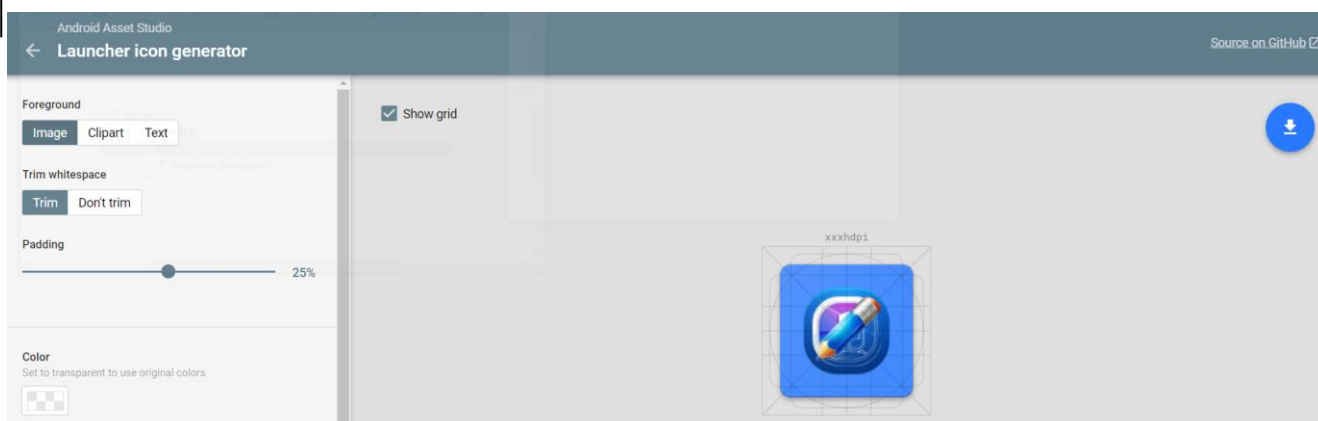 Android Asset Studio
Launcher icon generator
Source on GitHub
Foreground
Image Clipart Text
Show grid
Trim whitespace
Trim Don't trim
Padding
25%
xxxhdpi
Color
Set to transparent to use original colors